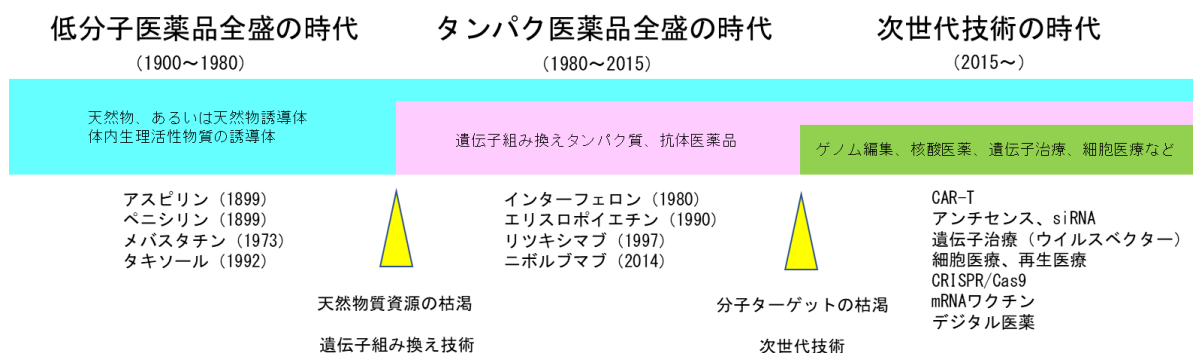 低分子医薬品全盛の時代
(1900～1980)
タンパク医薬品全盛の時代
(1980～2015)
次世代技術の時代
(2015～)
天然物、あるいは天然物誘導体
体内生理活性物質の誘導体
遺伝子組み換えタンパク質、抗体医薬品
ゲノム編集、核酸医薬、遺伝子治療、細胞医療など
アスピリン (1899)
ペニシリン (1899)
メバスタチン (1973)
タキソール (1992)
天然物質資源の枯渇
遺伝子組み換え技術
インターフェロン (1980)
エリスロポイエチン (1990)
リツキシマブ (1997)
ニボルブマブ (2014)
分子ターゲットの枯渇
次世代技術
CAR-T
アンチセンス、siRNA
遺伝子治療 (ウイルスベクター)
細胞医療、再生医療
CRISPR/Cas9
mRNAワクチン
デジタル医薬